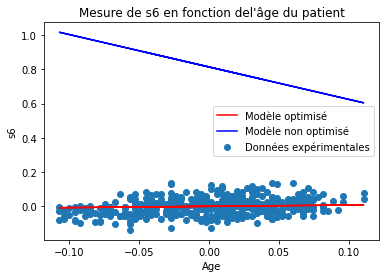 Mesure de s6 en fonction del'âge du patient
1.0
0.8
0.6
0.4
0.2
0.0
s6
Modèle optimisé
Modèle non optimisé
Données expérimentales
−0.10
−0.05
0.00
0.05
0.10
Age